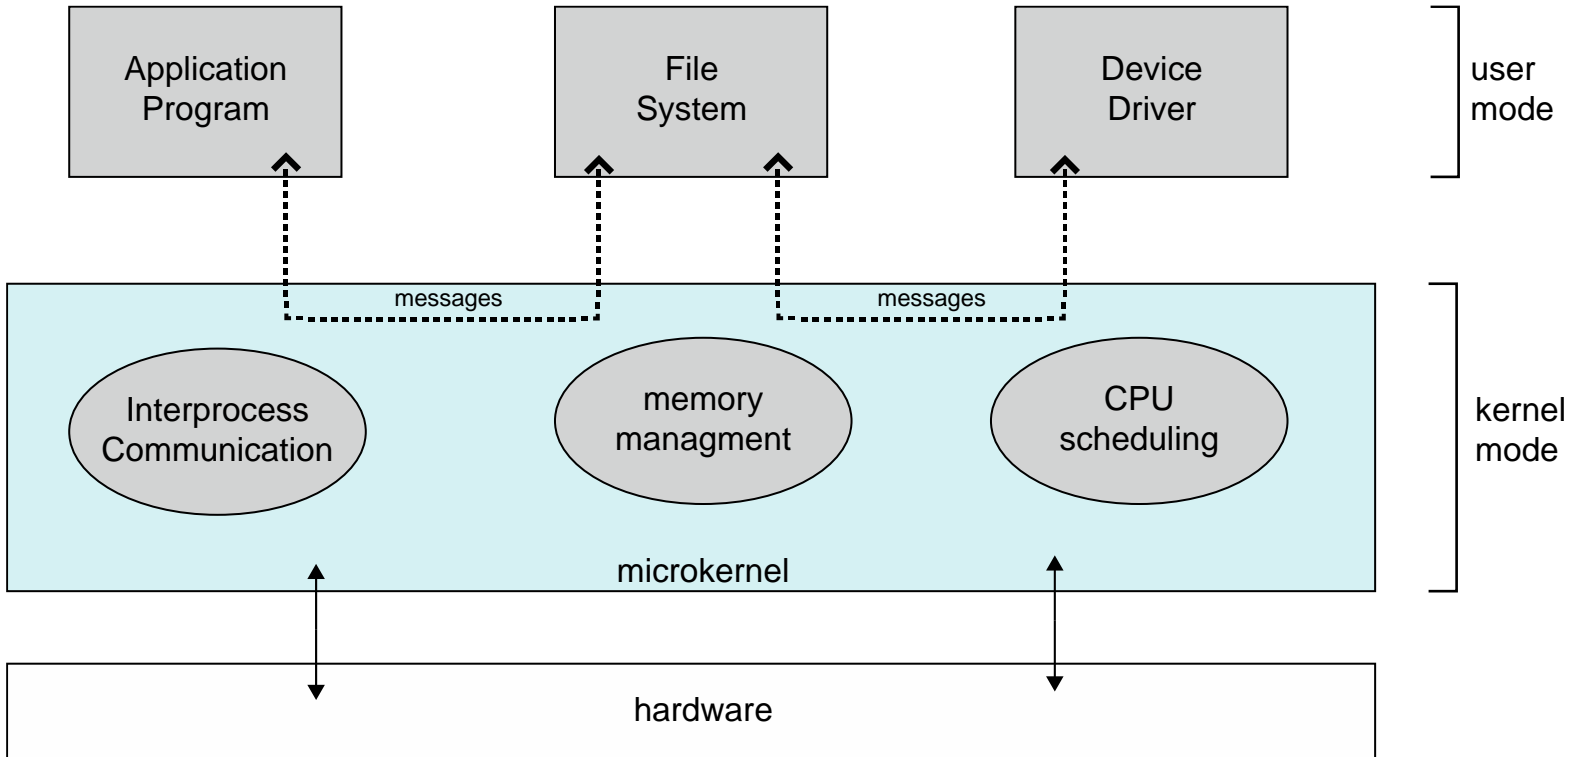 Application
Program
File
System
Device
Driver
user
mode
messages
messages
Interprocess
Communication
memory
managment
CPU
scheduling
kernel
mode
microkernel
hardware